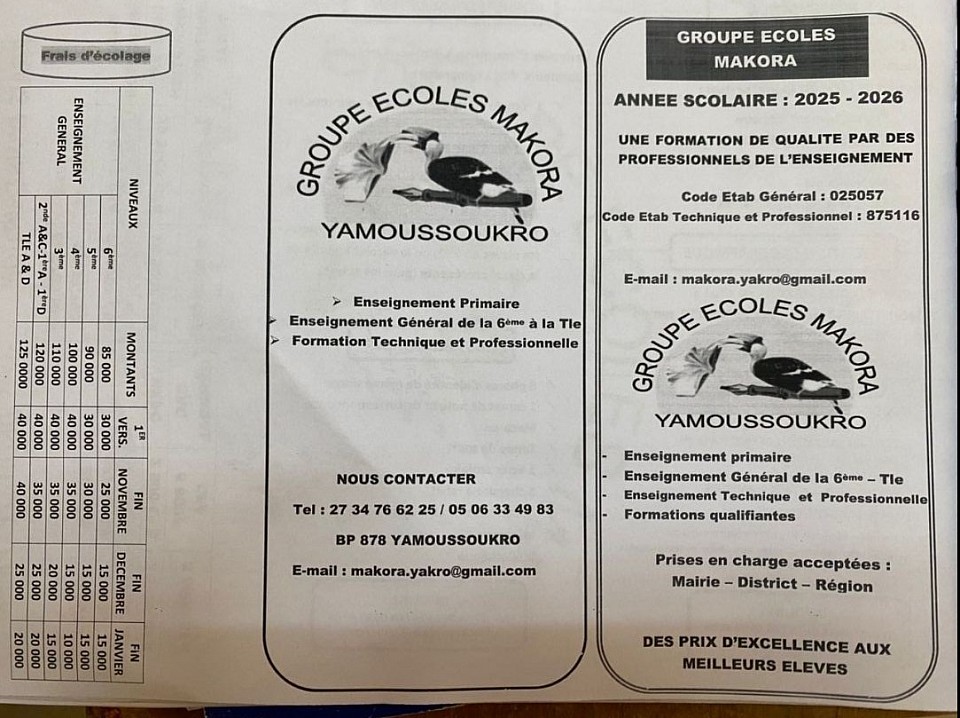 Frais d'écolage
NIVEAUX MONTANTS 1ER VERS. FIN NOVEMBRE FIN DECEMBRE FIN JANVIER
ENSEIGNEMENT GENERAL
6ème 85 000 30 000 25 000 15 000 15 000
5ème 90 000 30 000 30 000 15 000 15 000
4ème 100 000 40 000 35 000 15 000 10 000
3ème 110 000 40 000 35 000 20 000 15 000
2nde A&C-1ère A - 1èreD 120 000 40 000 35 000 25 000 20 000
TLE A & D 125 0000 40 000 40 000 25 000 20 000
GROUPE ECOLES MAKORA
YAMOUSSOUKRO
➢ Enseignement Primaire
➢ Enseignement Général de la 6ème à la Tle
➢ Formation Technique et Professionnelle
NOUS CONTACTER
Tel : 27 34 76 62 25 / 05 06 33 49 83
BP 878 YAMOUSSOUKRO
E-mail : makora.yakro@gmail.com
GROUPE ECOLES
MAKORA
ANNEE SCOLAIRE : 2025 - 2026
UNE FORMATION DE QUALITE PAR DES
PROFESSIONNELS DE L'ENSEIGNEMENT
Code Etab Général : 025057
Code Etab Technique et Professionnel : 875116
E-mail : makora.yakro@gmail.com
GROUPE ECOLES MAKORA
YAMOUSSOUKRO
- Enseignement primaire
- Enseignement Général de la 6ème – Tle
- Enseignement Technique et Professionnelle
- Formations qualifiantes
Prises en charge acceptées :
Mairie – District – Région
DES PRIX D'EXCELLENCE AUX
MEILLEURS ELEVES